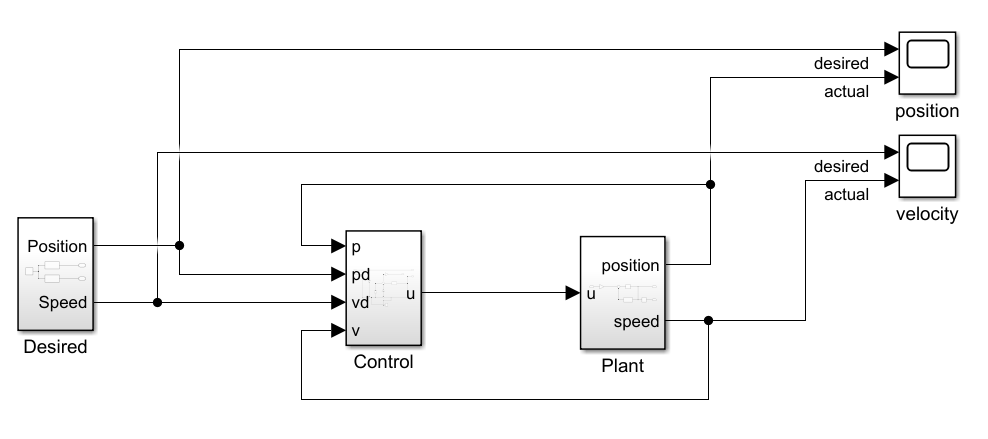 desired
actual
position
desired
actual
velocity
Position
Speed
Desired
p
pd
vd
v
u
Control
u
position
speed
Plant